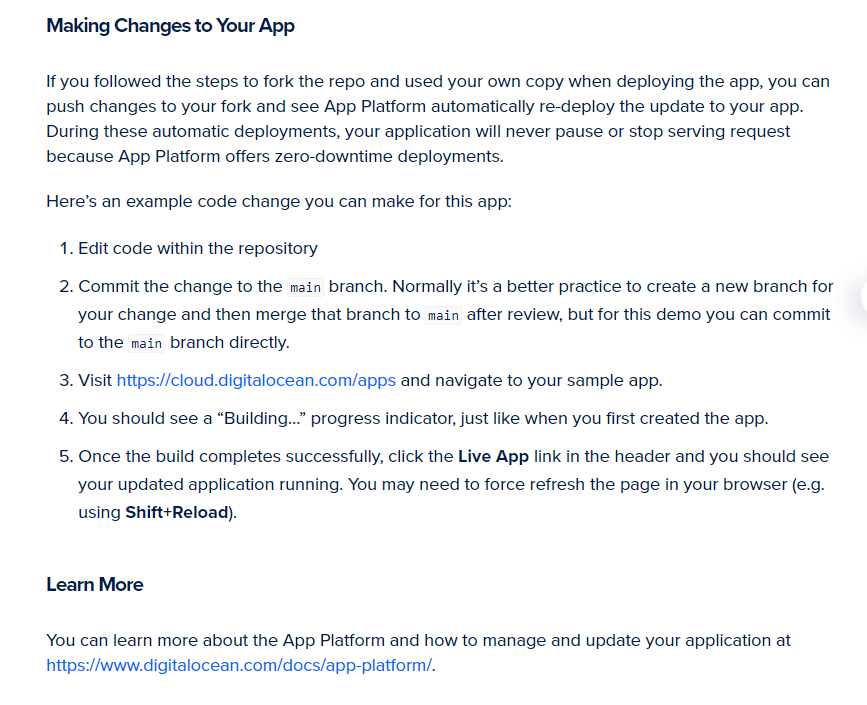 Making Changes to Your App
If you followed the steps to fork the repo and used your own copy when deploying the app, you can
push changes to your fork and see App Platform automatically re-deploy the update to your app.
During these automatic deployments, your application will never pause or stop serving request
because App Platform offers zero-downtime deployments.
Here’s an example code change you can make for this app:
1. Edit code within the repository
2. Commit the change to the main branch. Normally it’s a better practice to create a new branch for
your change and then merge that branch to main after review, but for this demo you can commit
to the main branch directly.
3. Visit https://cloud.digitalocean.com/apps and navigate to your sample app.
4. You should see a “Building…” progress indicator, just like when you first created the app.
5. Once the build completes successfully, click the Live App link in the header and you should see
your updated application running. You may need to force refresh the page in your browser (e.g.
using Shift+Reload).
Learn More
You can learn more about the App Platform and how to manage and update your application at
https://www.digitalocean.com/docs/app-platform/.